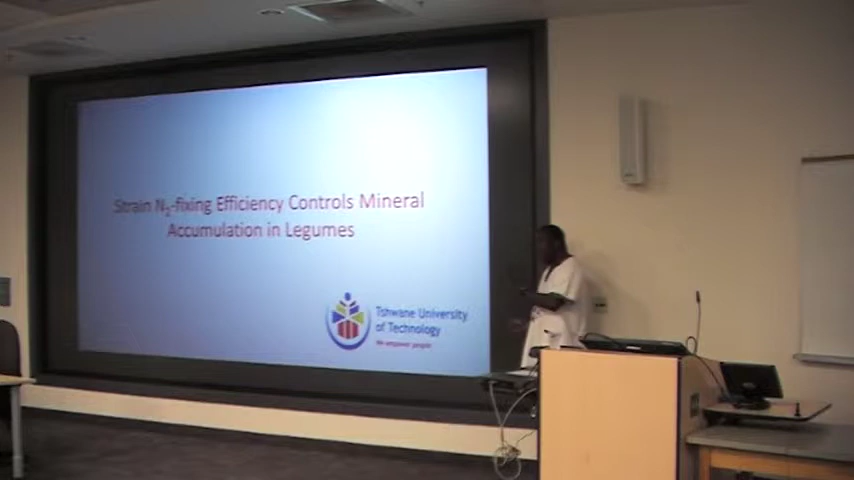 Strain N₂-fixing Efficiency Controls Mineral
Accumulation in Legumes
Tshwane University
of Technology
We empower people